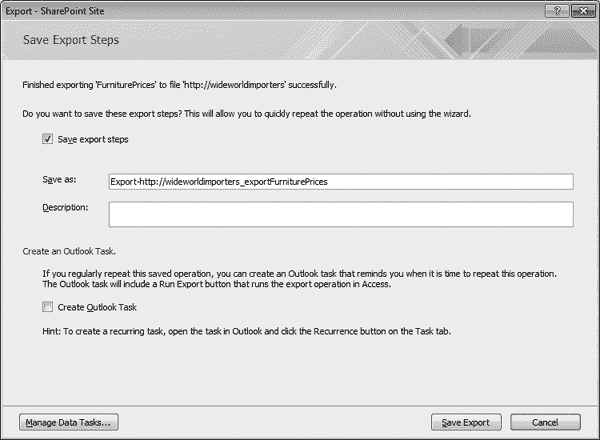 Export - SharePoint Site
Save Export Steps
Finished exporting 'FurniturePrices' to file 'http://wideworldimporters' successfully.
Do you want to save these export steps? This will allow you to quickly repeat the operation without using the wizard.
Save export steps
Save as:
Export-http://wideworldimporters_exportFurniturePrices
Description:
Create an Outlook Task.
If you regularly repeat this saved operation, you can create an Outlook task that reminds you when it is time to repeat this operation.
The Outlook task will include a Run Export button that runs the export operation in Access.
Create Outlook Task
Hint: To create a recurring task, open the task in Outlook and click the Recurrence button on the Task tab.
Manage Data Tasks...
Save Export
Cancel